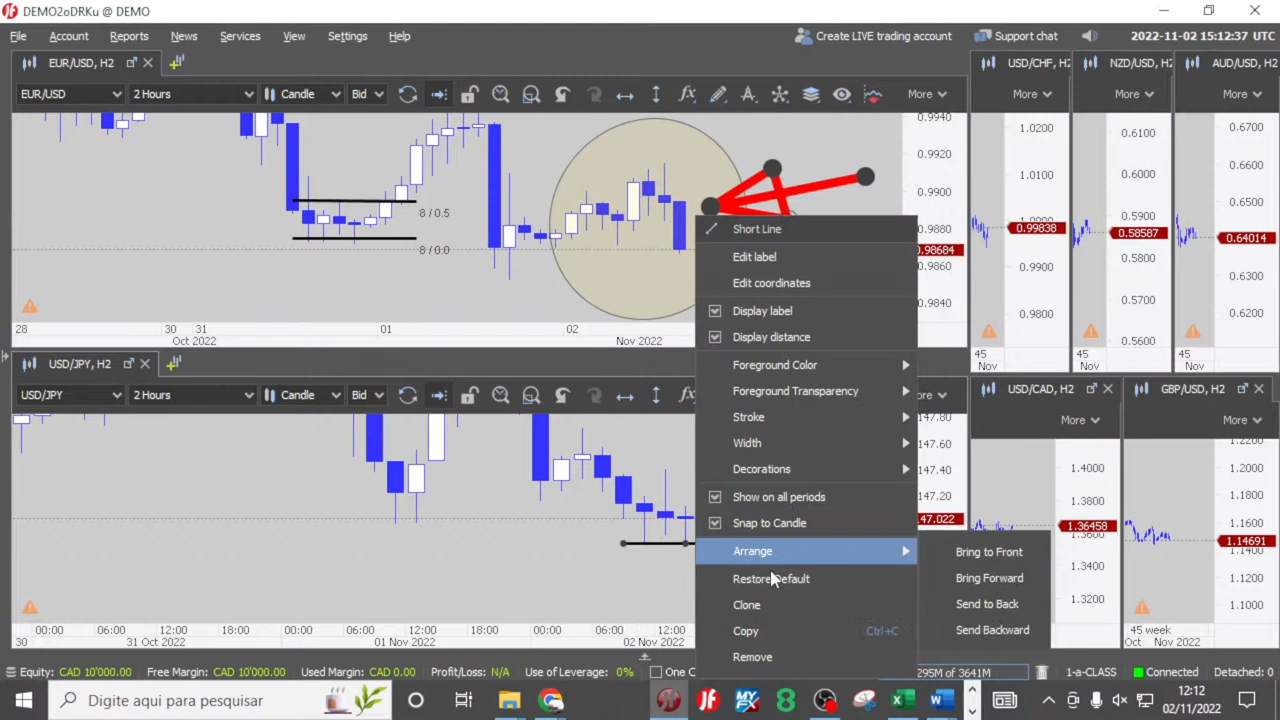 DEMO2oDRKu @ DEMO
File Account Reports News Services View Settings Help
Create LIVE trading account Support chat 2022-11-02 15:12:37 UTC
EUR/USD, H2
EUR/USD 2 Hours Candle Bid More
0.9940
0.9920
0.9900
0.9880
0.98684
0.9860
0.9840
8 / 0.5
8 / 0.0
28 30 31 01 02
Oct 2022 Nov 2022
USD/CHF, H2
More
1.0200
1.0100
1.0000
0.99838
0.9900
0.9800
45
Nov
NZD/USD, H2
More
0.6100
0.6000
0.5900
0.58587
0.5800
0.5700
0.5600
45
Nov
AUD/USD, H2
More
0.6700
0.6600
0.6500
0.64014
0.6300
0.6200
45
Nov
Short Line
Edit label
Edit coordinates
Display label
Display distance
Foreground Color
Foreground Transparency
Stroke
Width
Decorations
Show on all periods
Snap to Candle
Arrange
Restore Default
Clone
Copy Ctrl+C
Remove
Bring to Front
Bring Forward
Send to Back
Send Backward
USD/JPY, H2
USD/JPY 2 Hours Candle Bid
147.80
147.60
147.40
147.20
147.022
00:00 06:00 12:00 18:00 00:00 06:00 12:00 18:00 00:00 06:00 12:00
30 31 Oct 2022 01 Nov 2022 02 Nov 2022
USD/CAD, H2
More
1.4000
1.3800
1.36458
1.3600
1.3400
1.3200
GBP/USD, H2
More
1.2200
1.2000
1.1800
1.1600
1.14691
1.1200
1.1000
45 week
Oct Nov 2022
Equity: CAD 10'000.00 Free Margin: CAD 10'000.00 Used Margin: CAD 0.00 Profit/Loss: N/A Use of Leverage: 0% One C
295M of 3641M 1-a-CLASS Connected Detached: 0
Digite aqui para pesquisar
12:12
02/11/2022